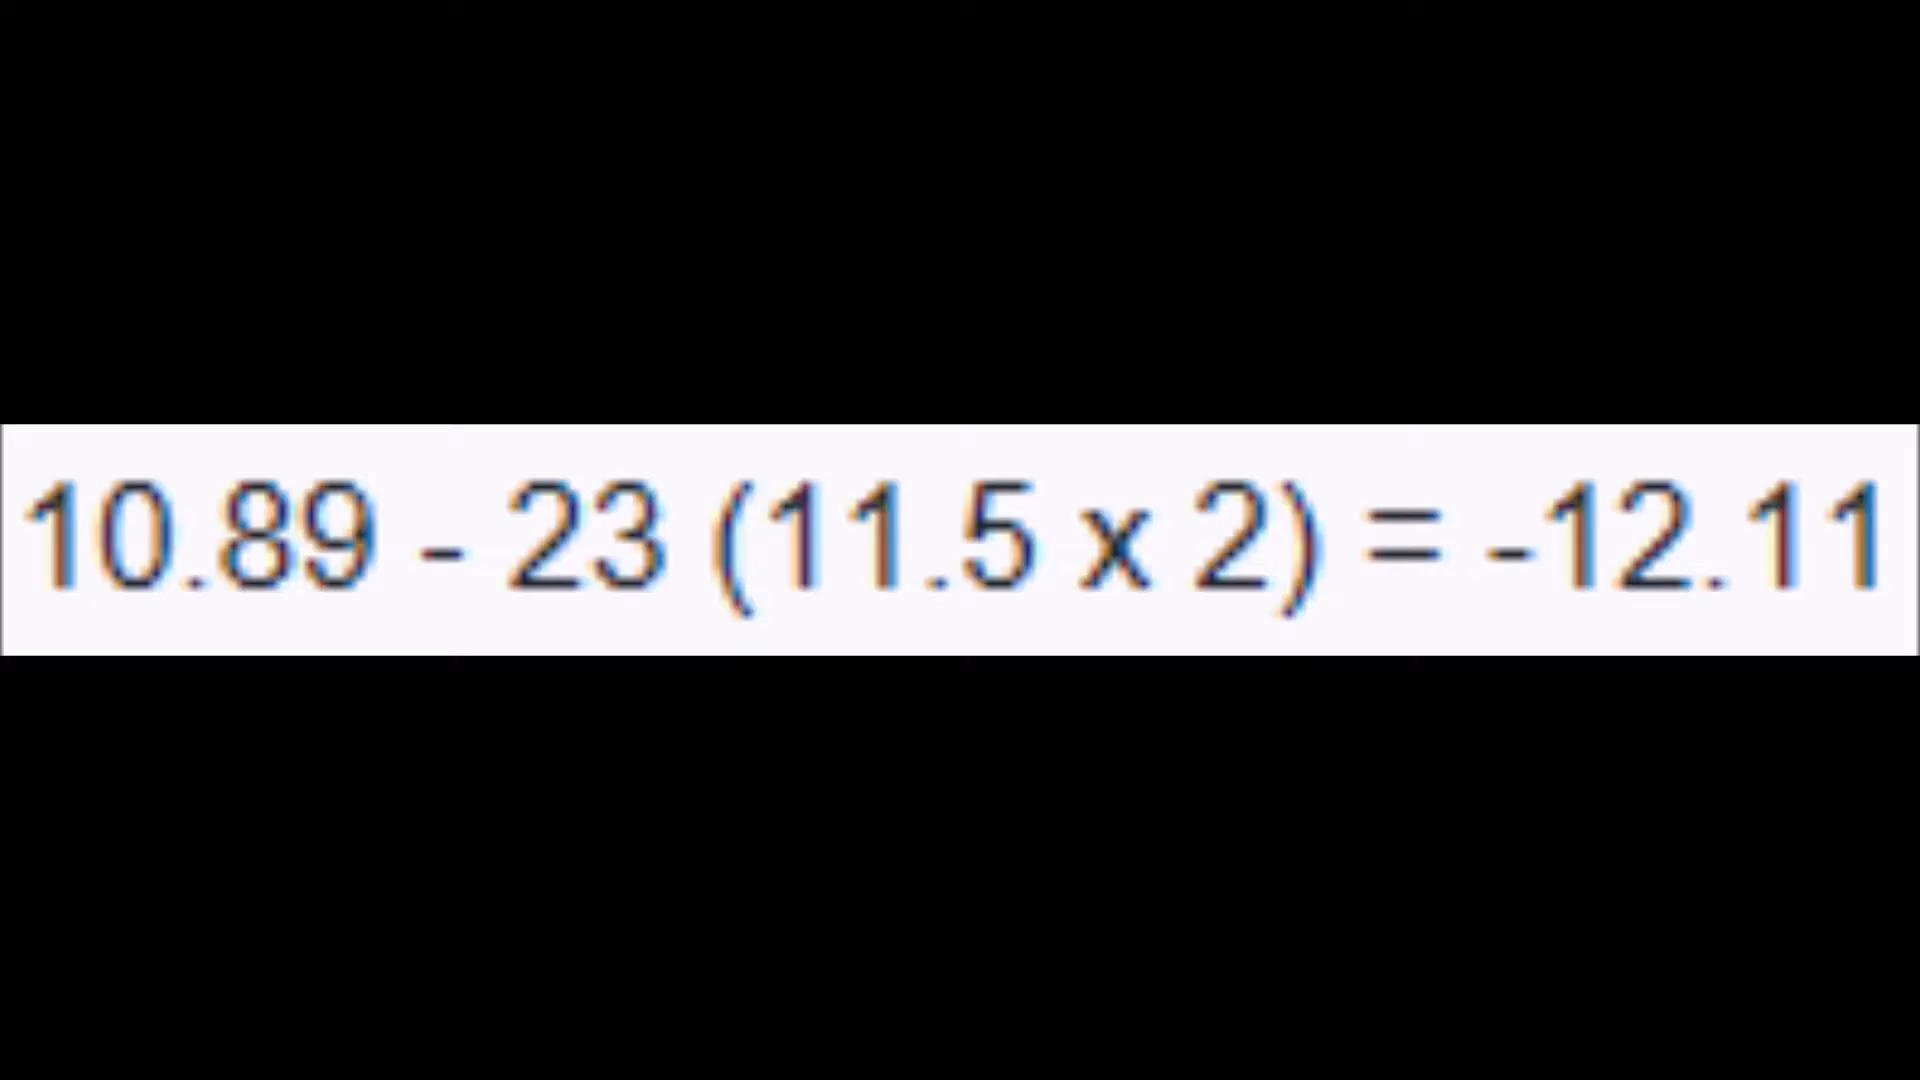 10.89 - 23 (11.5 x 2) = -12.11